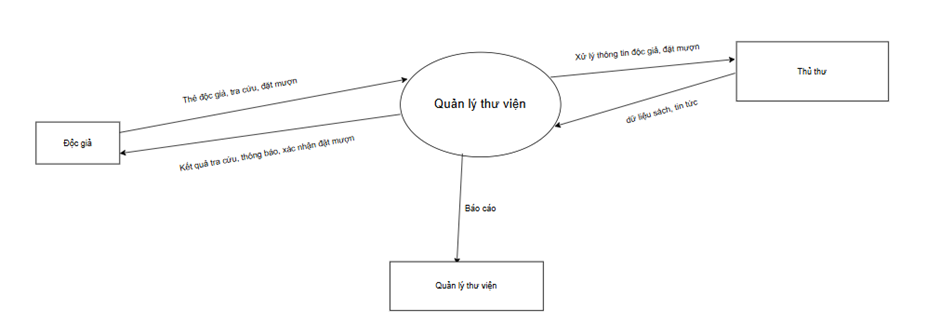 Xử lý thông tin độc giả, đặt mượn
Thủ thư
Thẻ độc giả, tra cứu, đặt mượn
Quản lý thư viện
dữ liệu sách, tin tức
Độc giả
Kết quả tra cứu, thông báo, xác nhận đặt mượn
Báo cáo
Quản lý thư viện